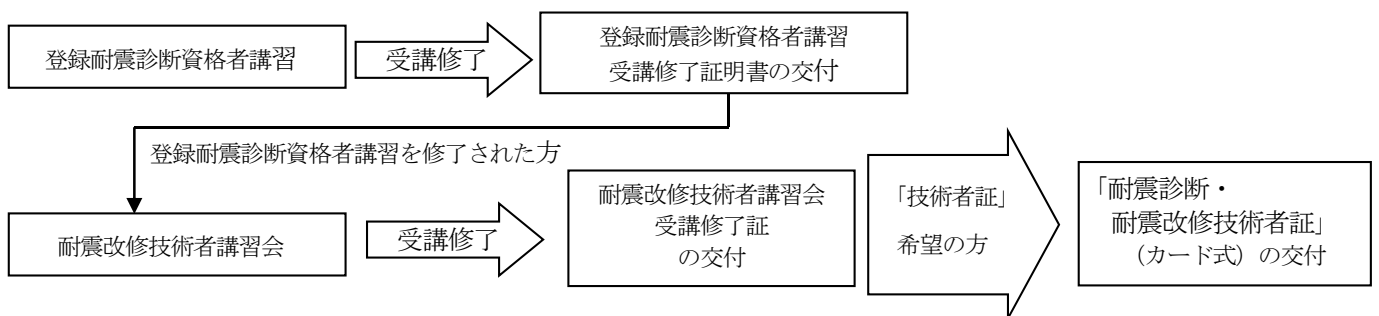 登録耐震診断資格者講習
受講修了
登録耐震診断資格者講習
受講修了証明書の交付
登録耐震診断資格者講習を修了された方
耐震改修技術者講習会
受講修了
耐震改修技術者講習会
受講修了証
の交付
「技術者証」
希望の方
「耐震診断・
耐震改修技術者証」
（カード式）の交付